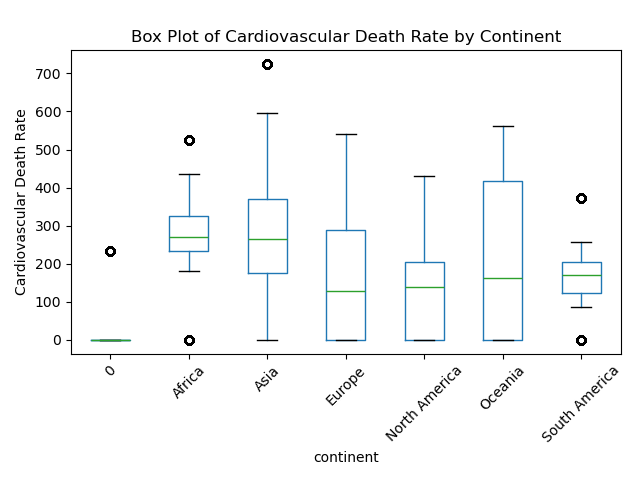 Box Plot of Cardiovascular Death Rate by Continent
Cardiovascular Death Rate
700
600
500
400
300
200
100
0
0
Africa
Asia
Europe
North America
Oceania
South America
continent